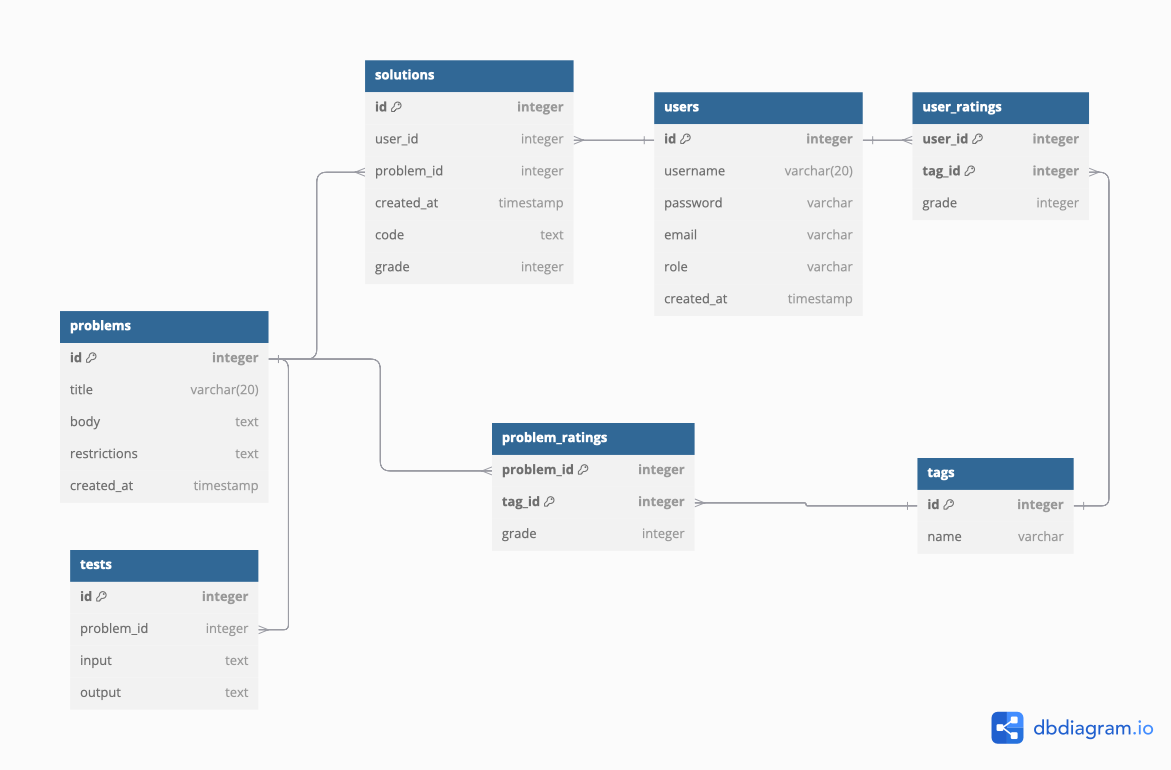 solutions
id integer
user_id integer
problem_id integer
created_at timestamp
code text
grade integer
users
id integer
username varchar(20)
password varchar
email varchar
role varchar
created_at timestamp
user_ratings
user_id integer
tag_id integer
grade integer
problems
id integer
title varchar(20)
body text
restrictions text
created_at timestamp
problem_ratings
problem_id integer
tag_id integer
grade integer
tags
id integer
name varchar
tests
id integer
problem_id integer
input text
output text
dbdiagram.io